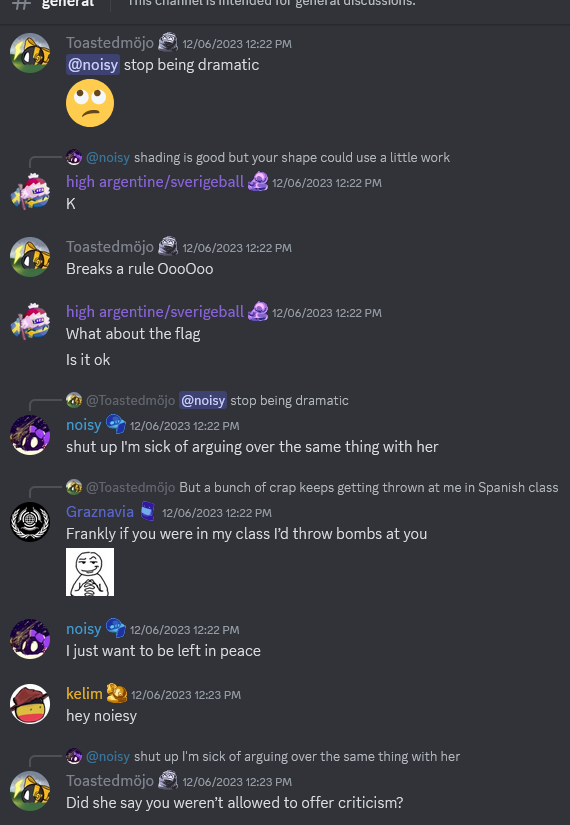 general
This channel is intended for general discussions.
Toastedmöjo 12/06/2023 12:22 PM
@noisy stop being dramatic
@noisy shading is good but your shape could use a little work
high argentine/sverigeball 12/06/2023 12:22 PM
K
Toastedmöjo 12/06/2023 12:22 PM
Breaks a rule OooOoo
high argentine/sverigeball 12/06/2023 12:22 PM
What about the flag
Is it ok
@Toastedmöjo @noisy stop being dramatic
noisy 12/06/2023 12:22 PM
shut up I'm sick of arguing over the same thing with her
@Toastedmöjo But a bunch of crap keeps getting thrown at me in Spanish class
Graznavia 12/06/2023 12:22 PM
Frankly if you were in my class I’d throw bombs at you
noisy 12/06/2023 12:22 PM
I just want to be left in peace
kelim 12/06/2023 12:23 PM
hey noiesy
@noisy shut up I'm sick of arguing over the same thing with her
Toastedmöjo 12/06/2023 12:23 PM
Did she say you weren’t allowed to offer criticism?